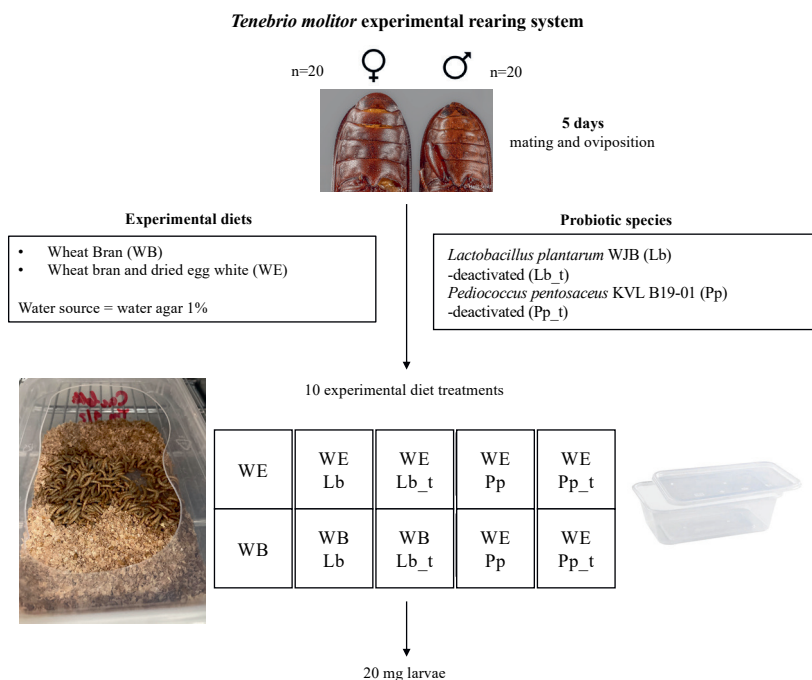 Tenebrio molitor experimental rearing system
n=20
n=20
5 days
mating and oviposition
Experimental diets
• Wheat Bran (WB)
• Wheat bran and dried egg white (WE)
Water source = water agar 1%
Probiotic species
Lactobacillus plantarum WJB (Lb)
-deactivated (Lb_t)
Pediococcus pentosaceus KVL B19-01 (Pp)
-deactivated (Pp_t)
10 experimental diet treatments
WE
WE
Lb
WE
Lb_t
WE
Pp
WE
Pp_t
WB
WB
Lb
WB
Lb_t
WE
Pp
WE
Pp_t
20 mg larvae